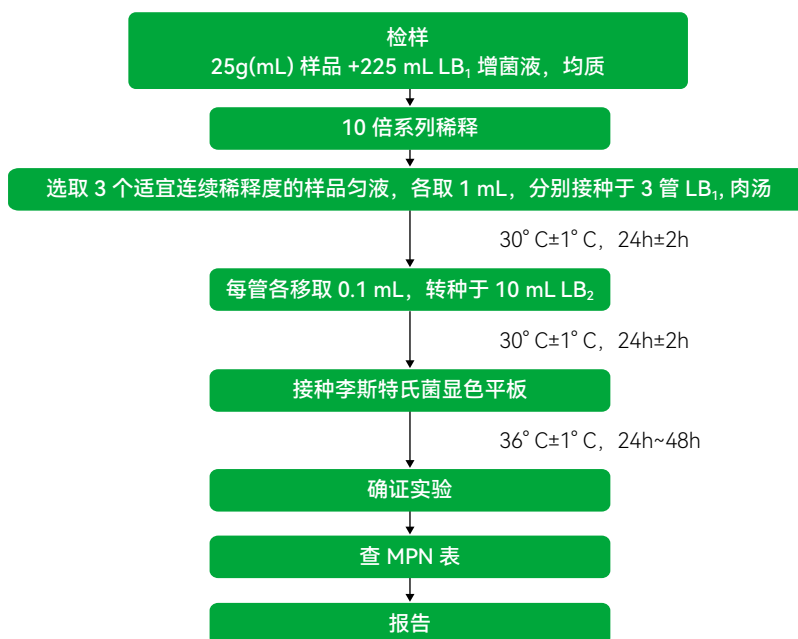 检样
25g(mL) 样品 +225 mL LB₁ 增菌液，均质
10 倍系列稀释
选取 3 个适宜连续稀释度的样品匀液，各取 1 mL，分别接种于 3 管 LB₁, 肉汤
30° C±1° C，24h±2h
每管各移取 0.1 mL，转种于 10 mL LB₂
30° C±1° C，24h±2h
接种李斯特氏菌显色平板
36° C±1° C，24h~48h
确证实验
查 MPN 表
报告